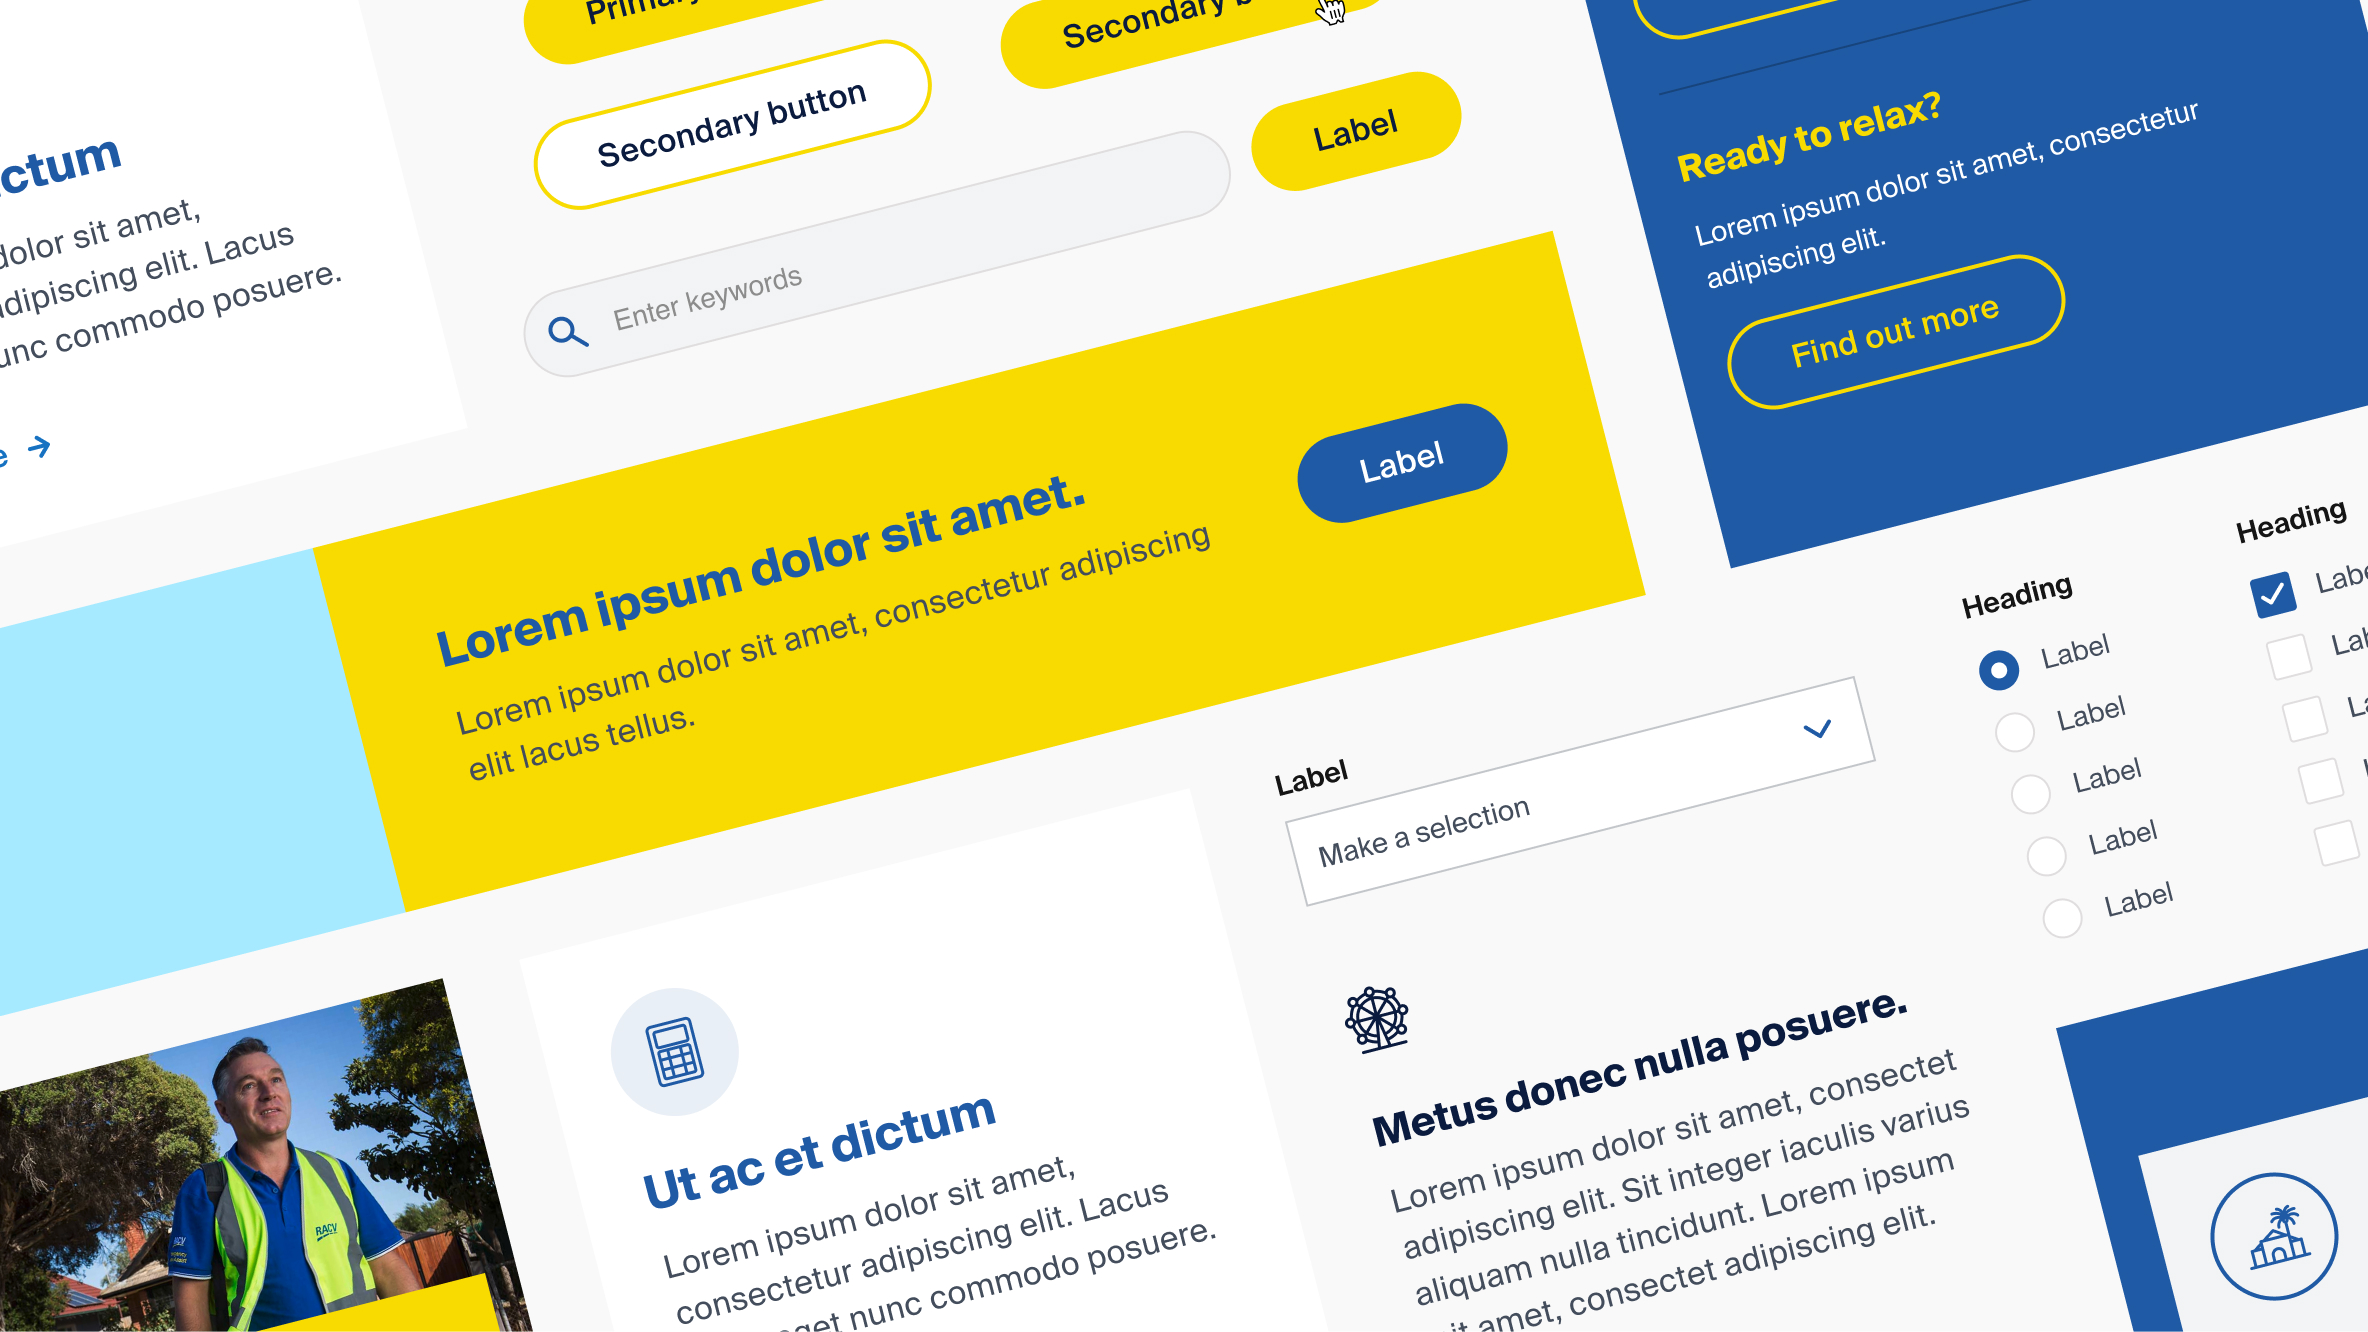 Primary
Secondary b
Secondary button
Label
Enter keywords
ctum
dolor sit amet,
adipiscing elit. Lacus
unc commodo posuere.
e →
Ready to relax?
Lorem ipsum dolor sit amet, consectetur
adipiscing elit.
Find out more
Lorem ipsum dolor sit amet.
Lorem ipsum dolor sit amet, consectetur adipiscing
elit lacus tellus.
Label
Label
Make a selection
Heading
Label
Label
Label
Label
Label
Heading
Labe
Lab
La
L
RACV
RACV
Ut ac et dictum
Lorem ipsum dolor sit amet,
consectetur adipiscing elit. Lacus
eget nunc commodo posuere.
Metus donec nulla posuere.
Lorem ipsum dolor sit amet, consectet
adipiscing elit. Sit integer iaculis varius
aliquam nulla tincidunt. Lorem ipsum
sit amet, consectet adipiscing elit.